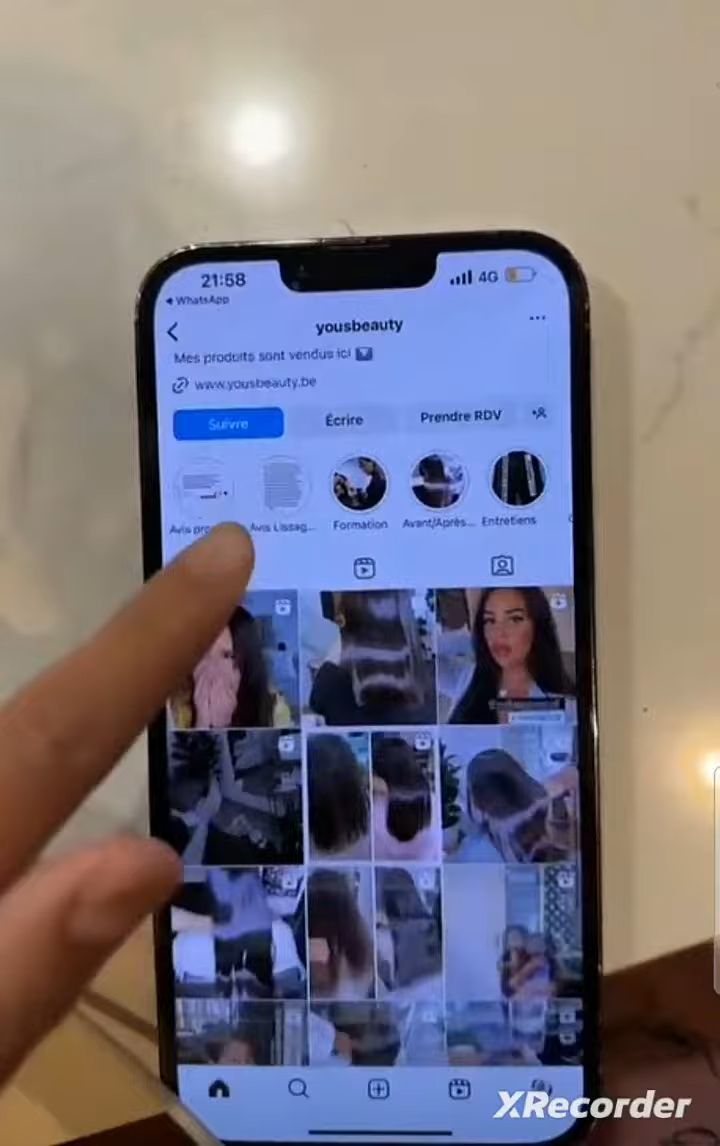 21:58
4G
WhatsApp
yousbeauty
Mes produits sont vendus ici
www.yousbeauty.be
Suivre
Écrire
Prendre RDV
Avis
Avis Lissag...
Formation
Avant/Après...
Entretiens
XRecorder